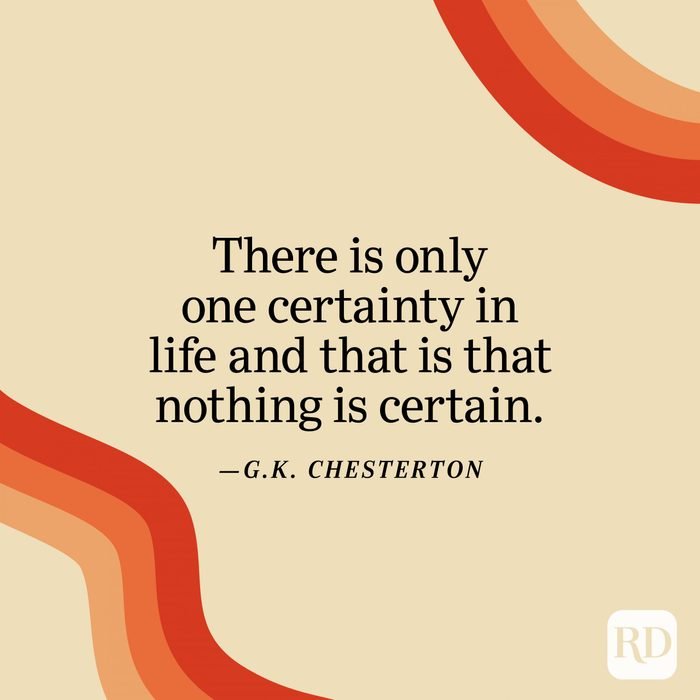 There is only
one certainty in
life and that is that
nothing is certain.
—G.K. CHESTERTON
RD